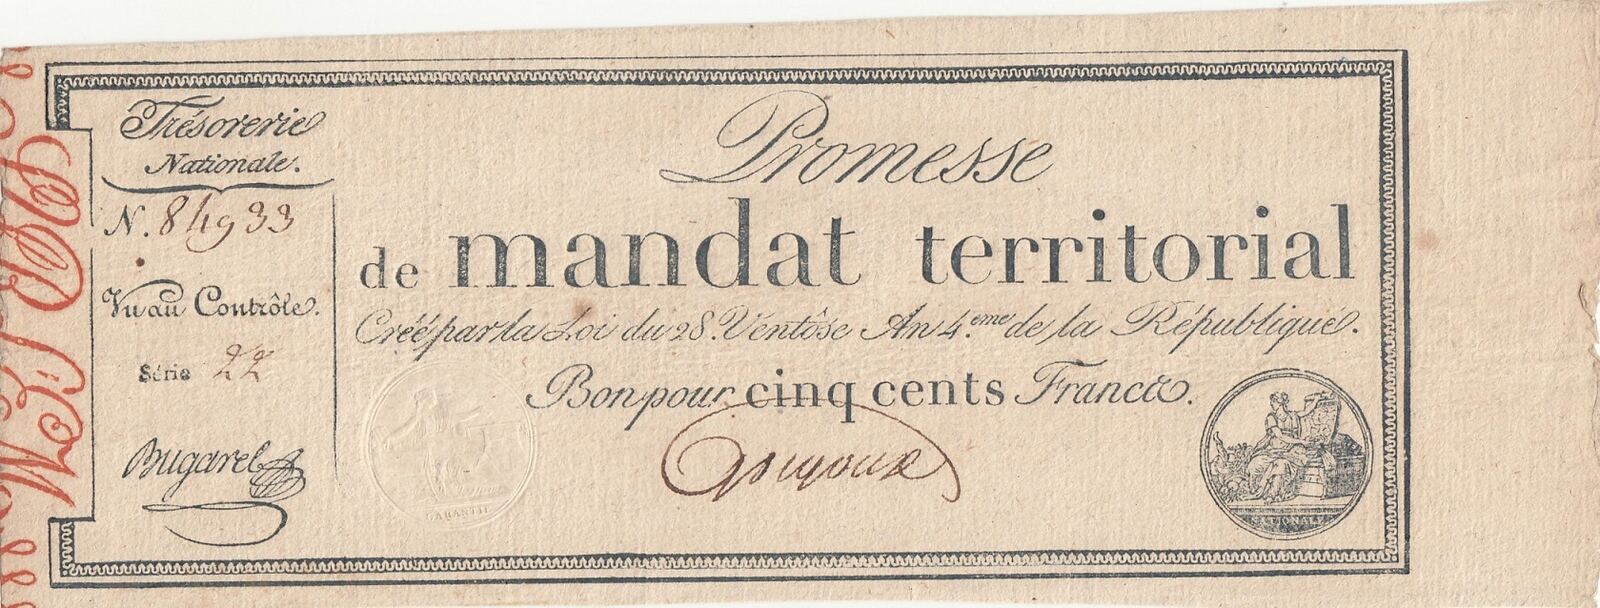 Trésorerie
Nationale.
N. 84933
Vu au Contrôle.
Série 22
Bugarel
Promesse
de mandat territorial
Créé par la Loi du 28. Ventôse An 4.eme de la République.
Bon pour cinq cents Francs.
GARANTIE
NATIONALE